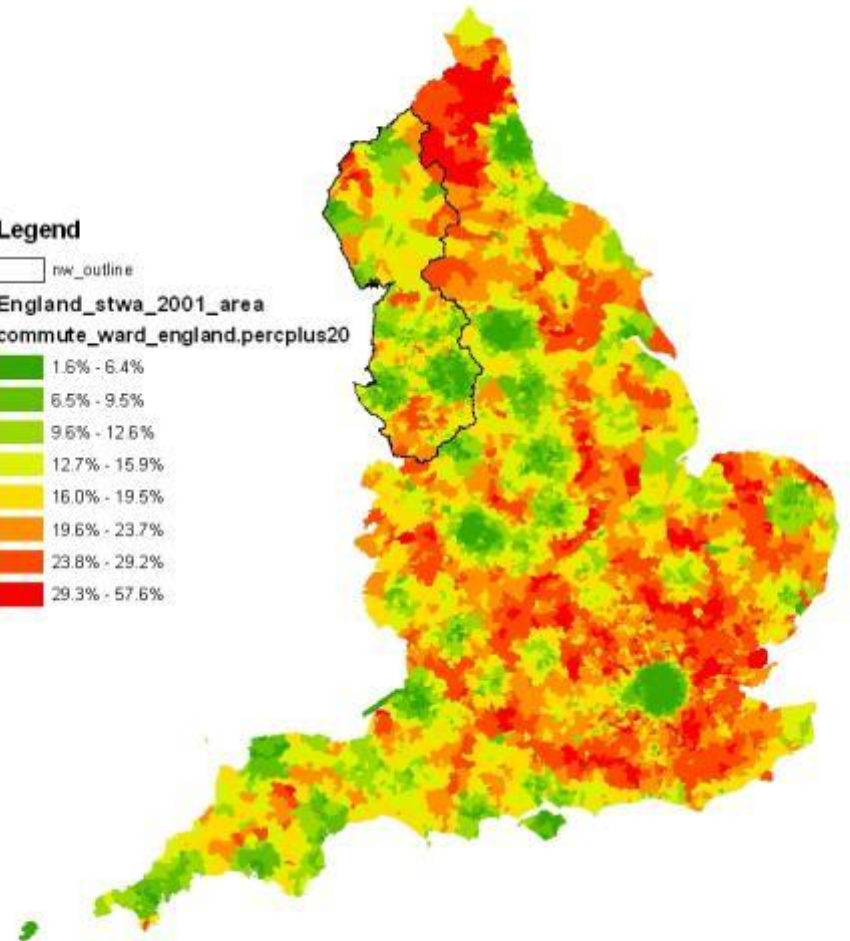 Legend
nw_outline
England_stwa_2001_area
commute_ward_england.percplus20
1.6% - 6.4%
6.5% - 9.5%
9.6% - 12.6%
12.7% - 15.9%
16.0% - 19.5%
19.6% - 23.7%
23.8% - 29.2%
29.3% - 57.6%